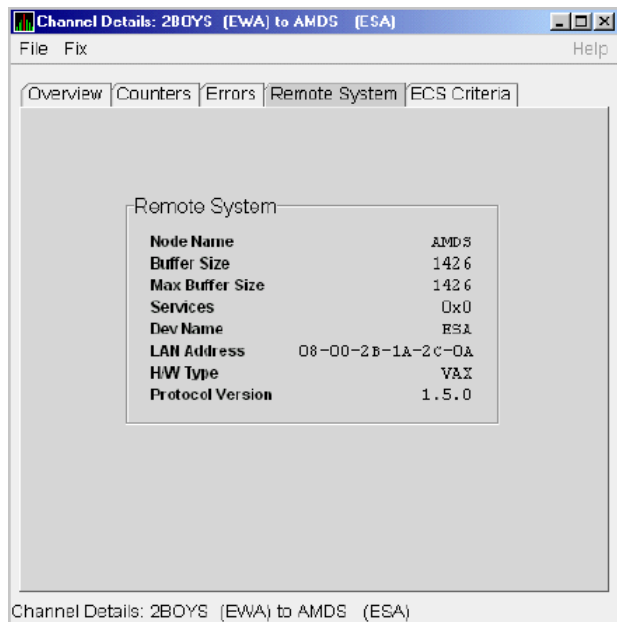 Channel Details: 2BOYS (EWA) to AMDS (ESA)
File Fix Help
Overview Counters Errors Remote System ECS Criteria
Remote System
Node Name AMDS
Buffer Size 1426
Max Buffer Size 1426
Services 0x0
Dev Name ESA
LAN Address 08-00-2B-1A-2C-0A
H/W Type VAX
Protocol Version 1.5.0
Channel Details: 2BOYS (EWA) to AMDS (ESA)